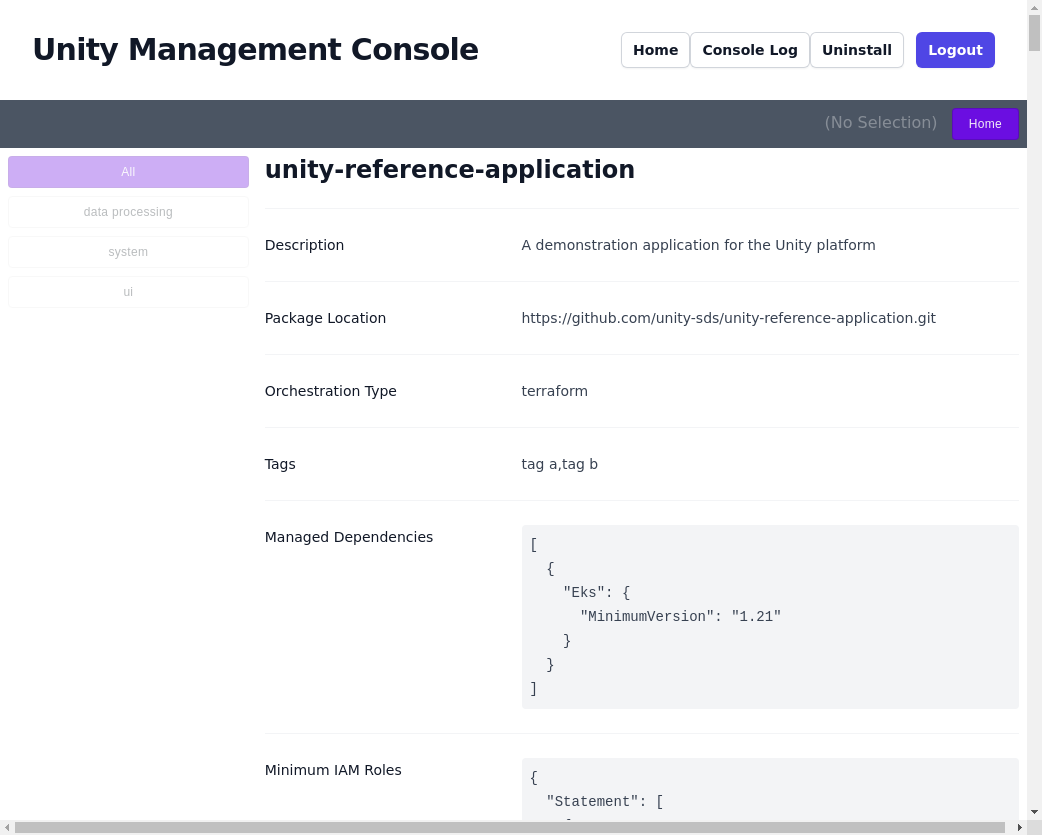 Unity Management Console
Home
Console Log
Uninstall
Logout
(No Selection)
Home
All
data processing
system
ui
unity-reference-application
Description
A demonstration application for the Unity platform
Package Location
https://github.com/unity-sds/unity-reference-application.git
Orchestration Type
terraform
Tags
tag a,tag b
Managed Dependencies
[
  {
    "Eks": {
      "MinimumVersion": "1.21"
    }
  }
]
Minimum IAM Roles
{
  "Statement": [